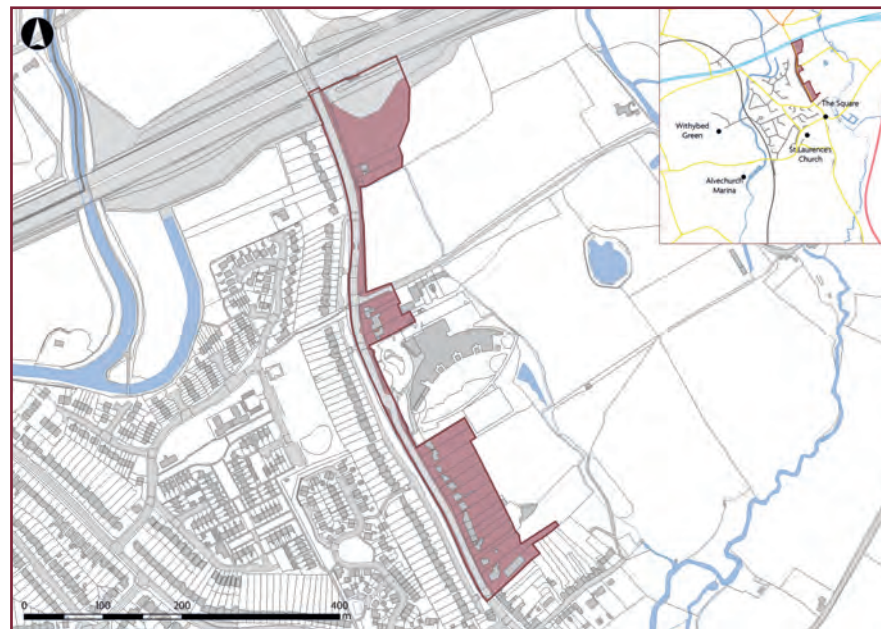 The Square
Withybed
Green
St Laurence's
Church
Alvechurch
Marina
0 100 200 400
m